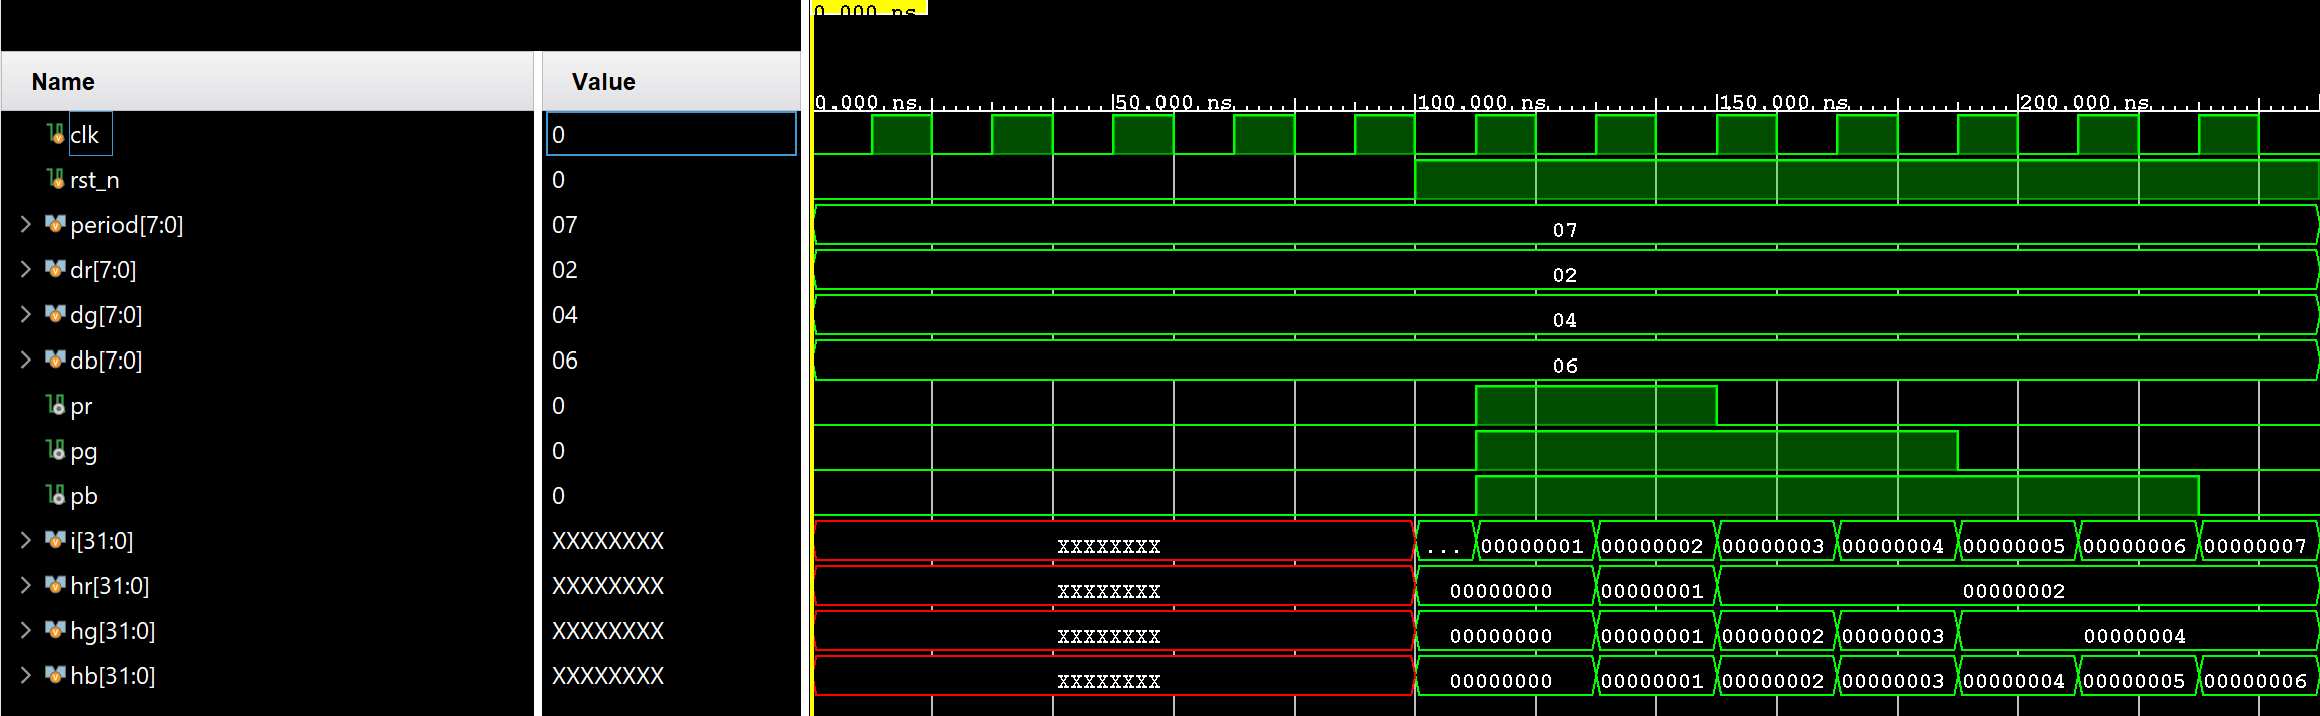 0.000 ns
Name Value
0.000 ns 50.000 ns 100.000 ns 150.000 ns 200.000 ns
clk 0
rst_n 0
period[7:0] 07 07
dr[7:0] 02 02
dg[7:0] 04 04
db[7:0] 06 06
pr 0
pg 0
pb 0
i[31:0] XXXXXXXX XXXXXXXX ... 00000001 00000002 00000003 00000004 00000005 00000006 00000007
hr[31:0] XXXXXXXX XXXXXXXX 00000000 00000001 00000002
hg[31:0] XXXXXXXX XXXXXXXX 00000000 00000001 00000002 00000003 00000004
hb[31:0] XXXXXXXX XXXXXXXX 00000000 00000001 00000002 00000003 00000004 00000005 00000006